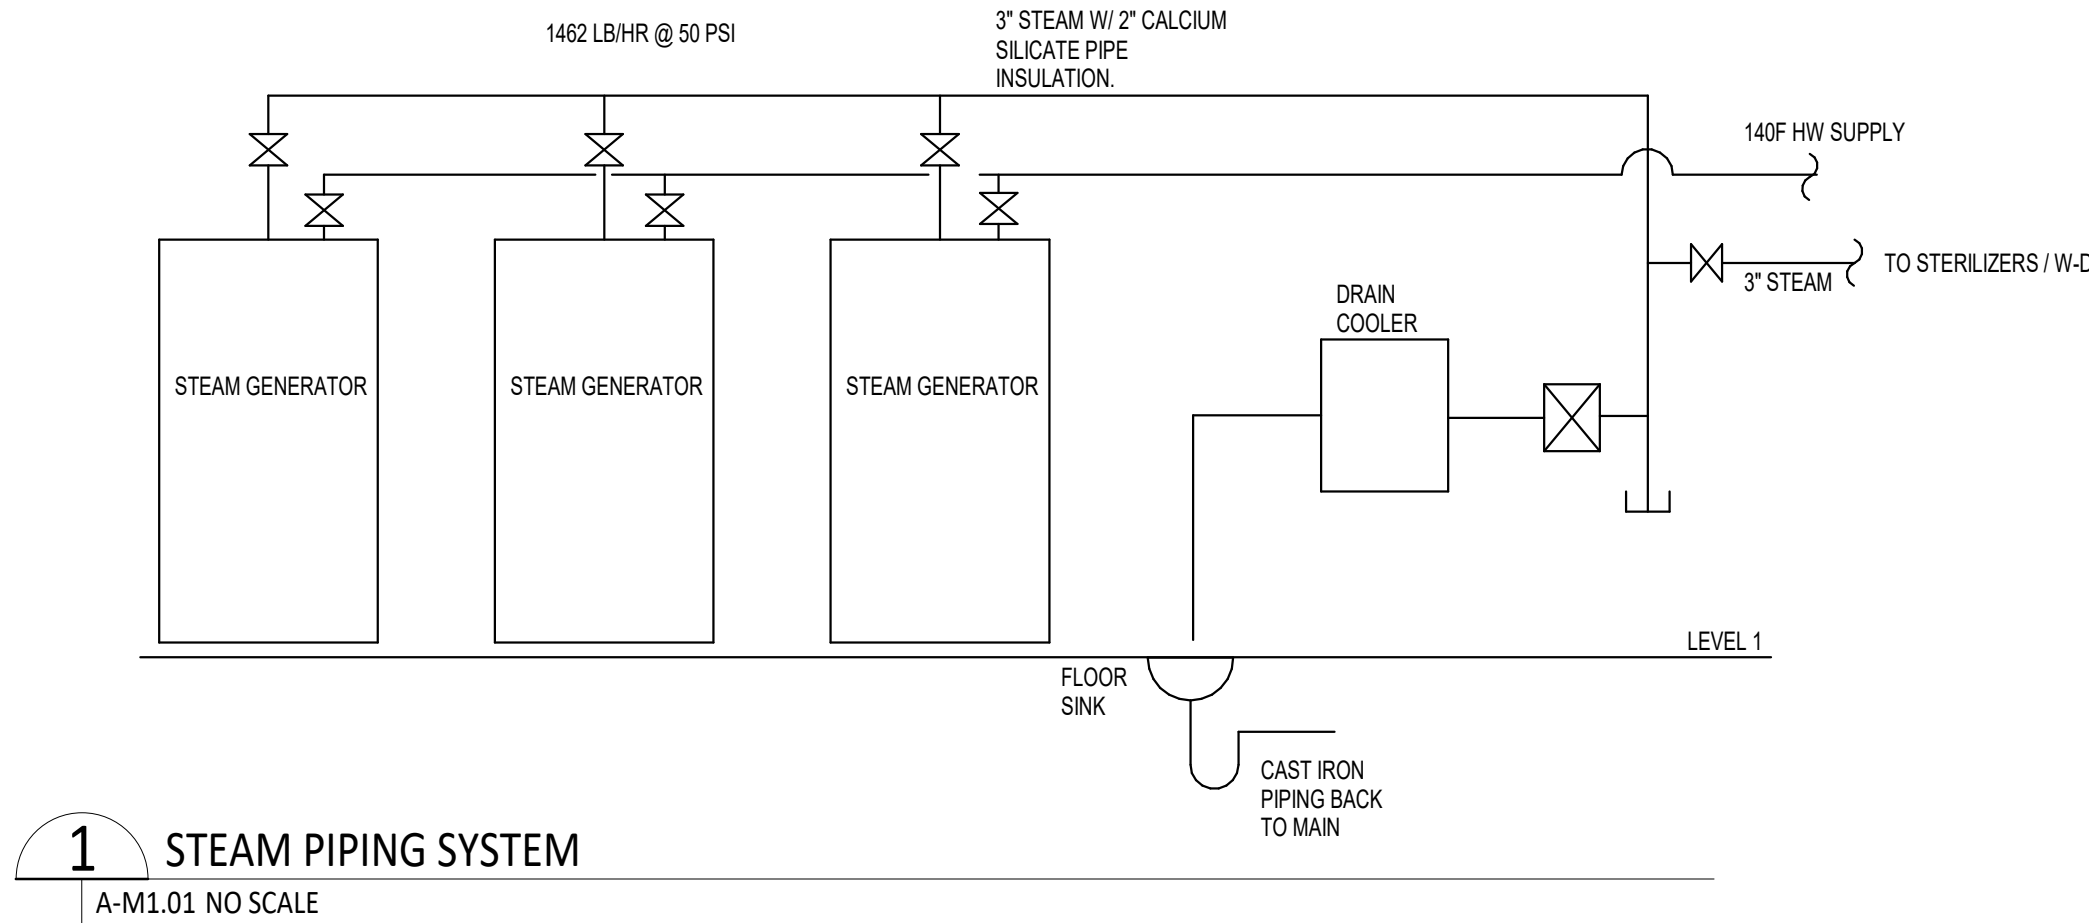 1462 LB/HR @ 50 PSI
3" STEAM W/ 2" CALCIUM
SILICATE PIPE
INSULATION.
140F HW SUPPLY
TO STERILIZERS / W-D
3" STEAM
DRAIN
COOLER
STEAM GENERATOR
STEAM GENERATOR
STEAM GENERATOR
LEVEL 1
FLOOR
SINK
CAST IRON
PIPING BACK
TO MAIN
1
STEAM PIPING SYSTEM
A-M1.01 NO SCALE